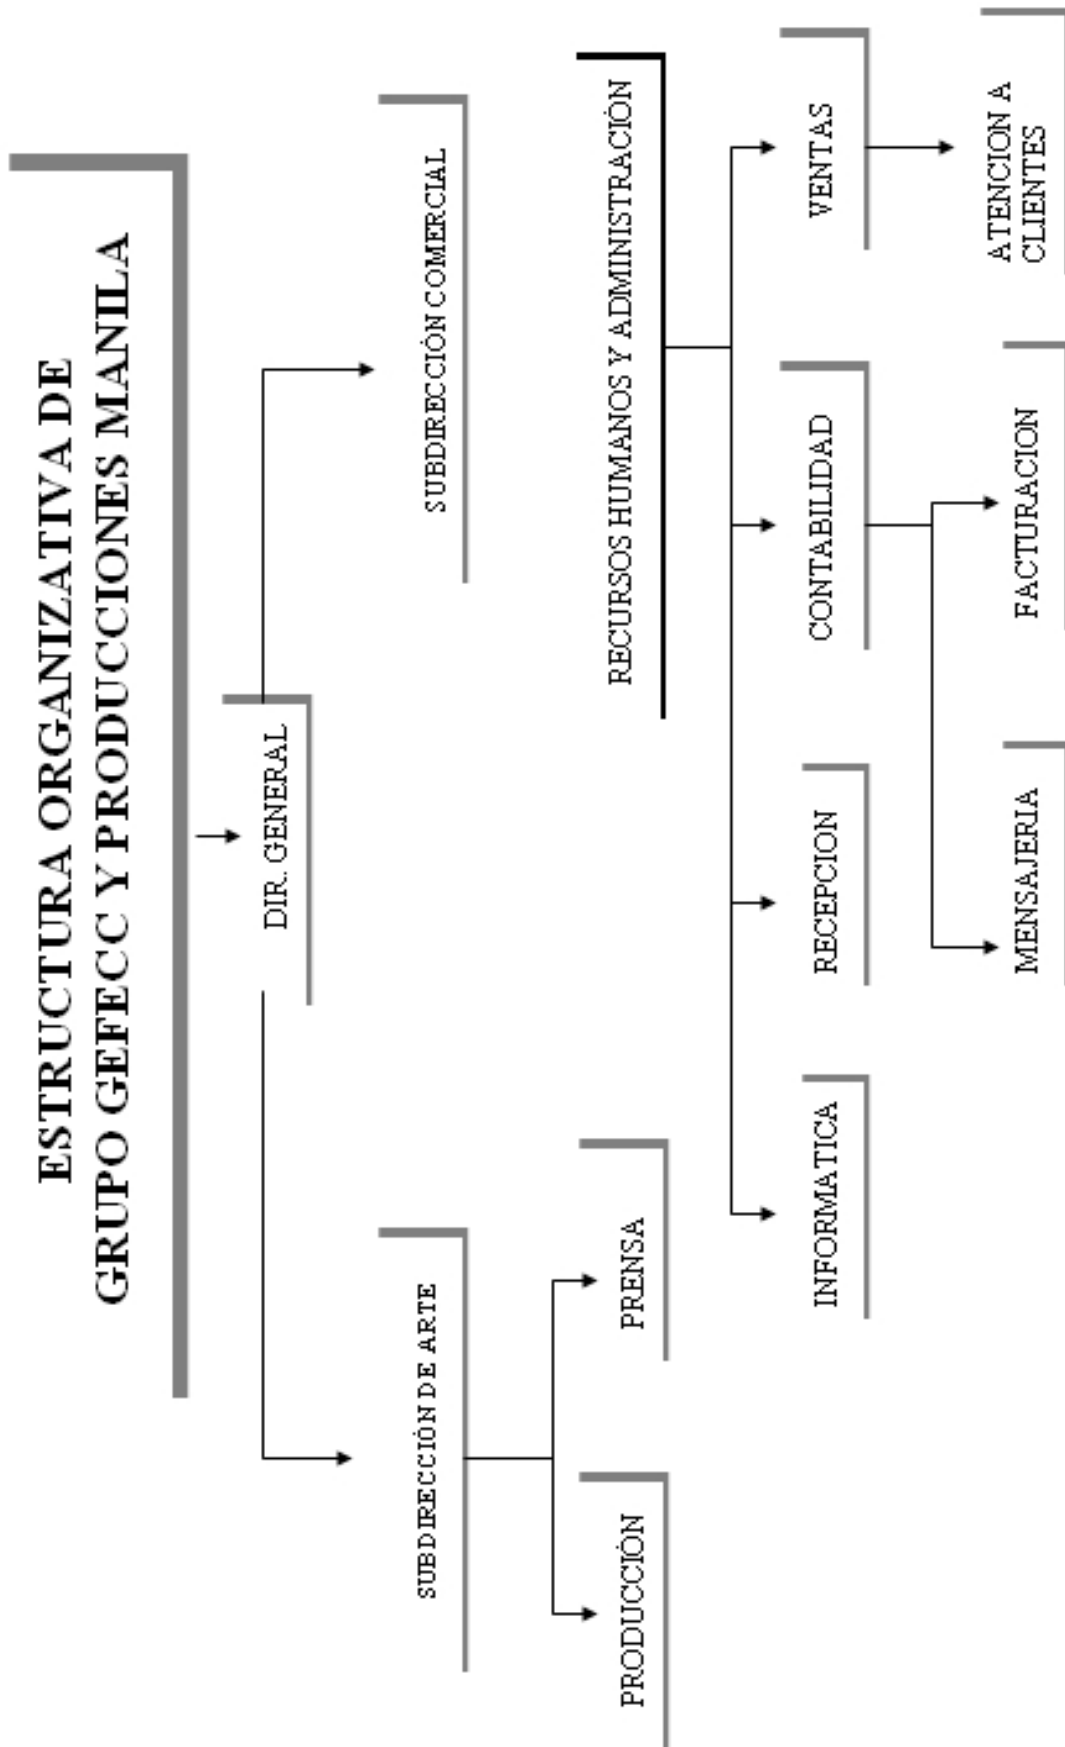 ESTRUCTURA ORGANIZATIVA DE
GRUPO GEFECC Y PRODUCCIONES MANILA
DIR. GENERAL
SUBDIRECCIÓN DE ARTE
SUBDIRECCIÓN COMERCIAL
PRODUCCIÓN
PRENSA
RECURSOS HUMANOS Y ADMINISTRACIÓN
INFORMATICA
RECEPCION
CONTABILIDAD
VENTAS
MENSAJERIA
FACTURACION
ATENCION A
CLIENTES